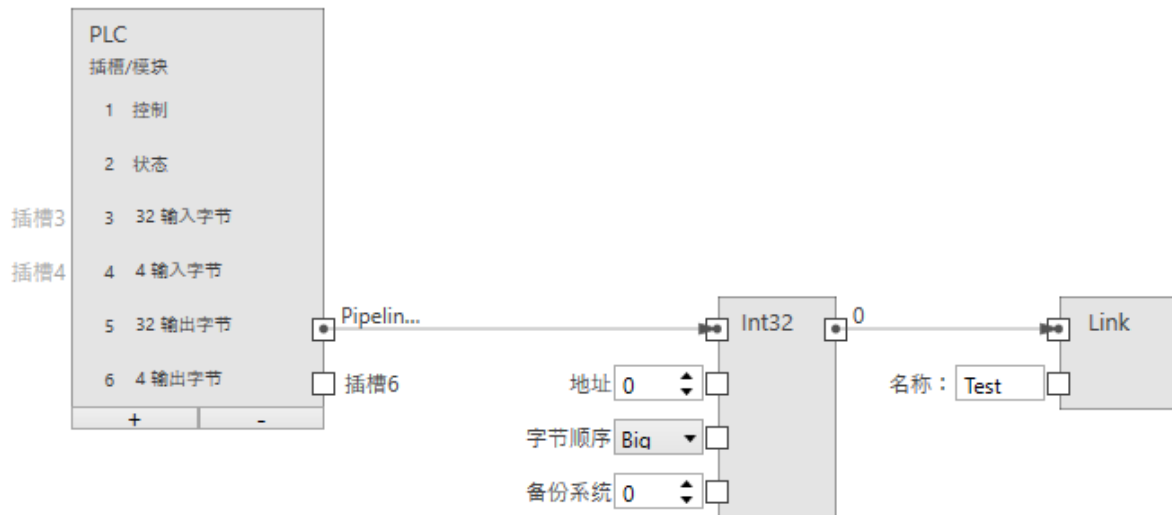 PLC
插槽/模块
1 控制
2 状态
插槽3 3 32 输入字节
插槽4 4 4 输入字节
5 32 输出字节 Pipelin... Int32 0 Link
6 4 输出字节 插槽6 地址 0 名称： Test
+ -
字节顺序 Big
备份系统 0